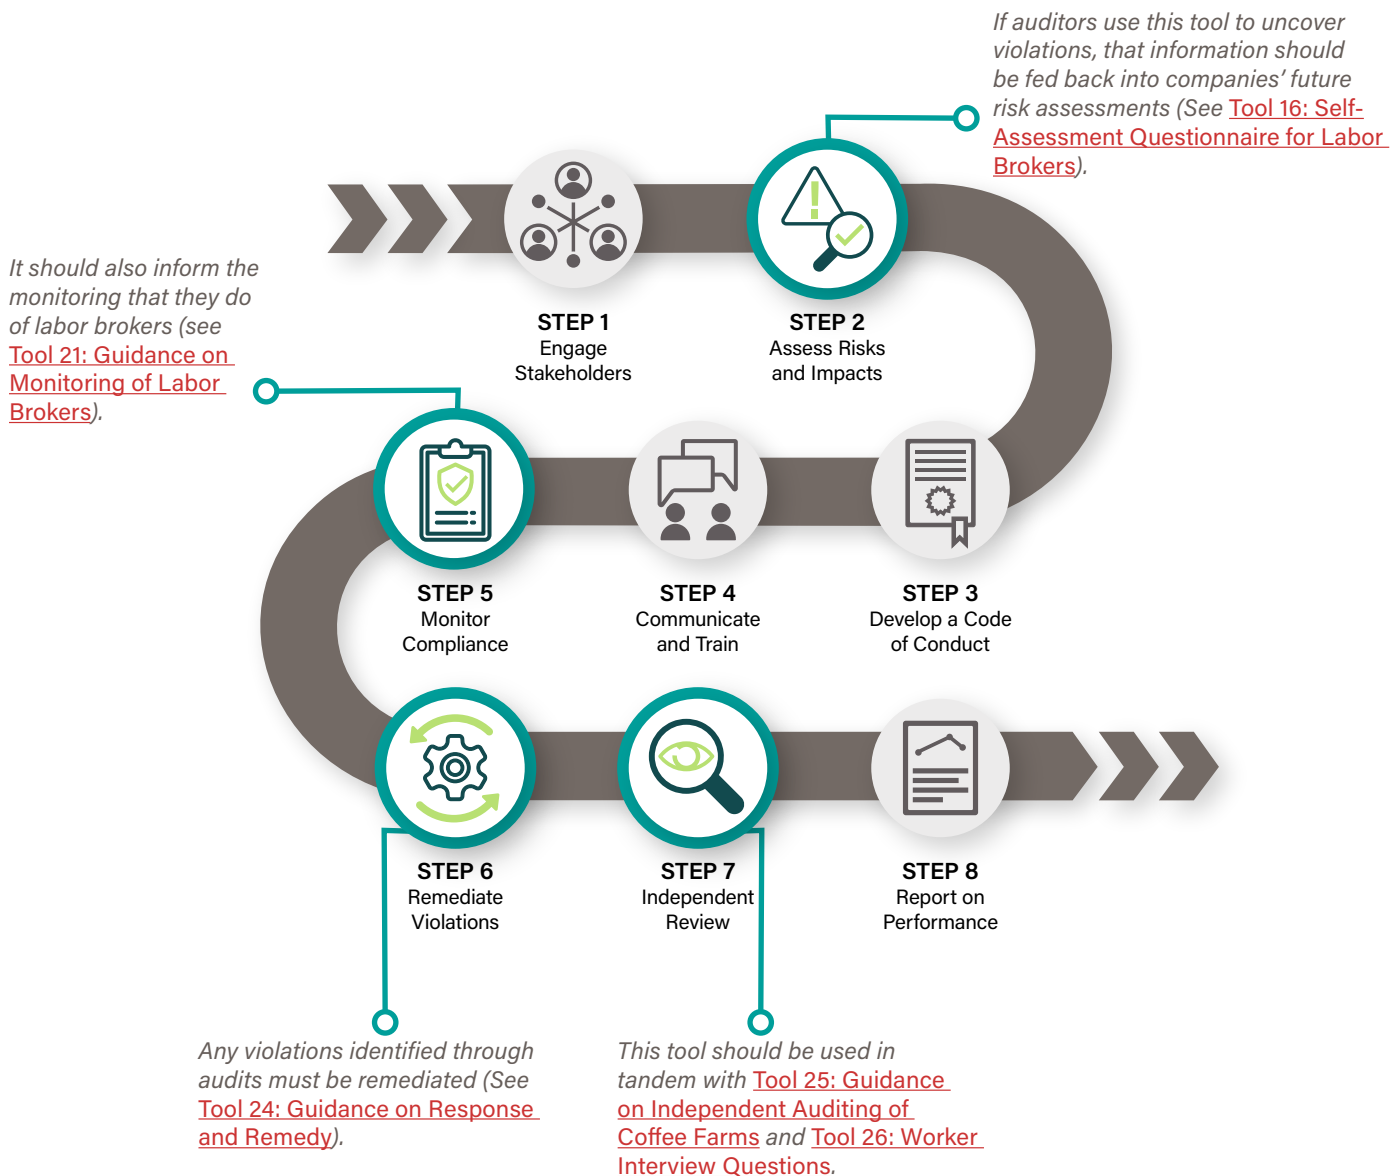 If auditors use this tool to uncover
violations, that information should
be fed back into companies' future
risk assessments (See Tool 16: Self-
Assessment Questionnaire for Labor
Brokers).
STEP 1
Engage
Stakeholders
STEP 2
Assess Risks
and Impacts
It should also inform the
monitoring that they do
of labor brokers (see
Tool 21: Guidance on
Monitoring of Labor
Brokers).
STEP 5
Monitor
Compliance
STEP 4
Communicate
and Train
STEP 3
Develop a Code
of Conduct
STEP 6
Remediate
Violations
STEP 7
Independent
Review
STEP 8
Report on
Performance
Any violations identified through
audits must be remediated (See
Tool 24: Guidance on Response
and Remedy).
This tool should be used in
tandem with Tool 25: Guidance
on Independent Auditing of
Coffee Farms and Tool 26: Worker
Interview Questions.